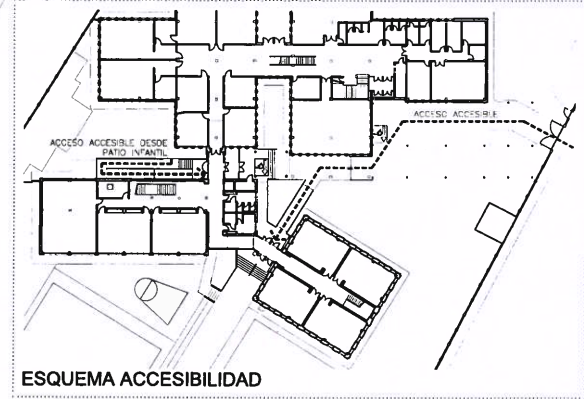 ACCESO ACCESIBLE
ACCESO ACCESIBLE DESDE
PATIO INFANTIL
ESQUEMA ACCESIBILIDAD